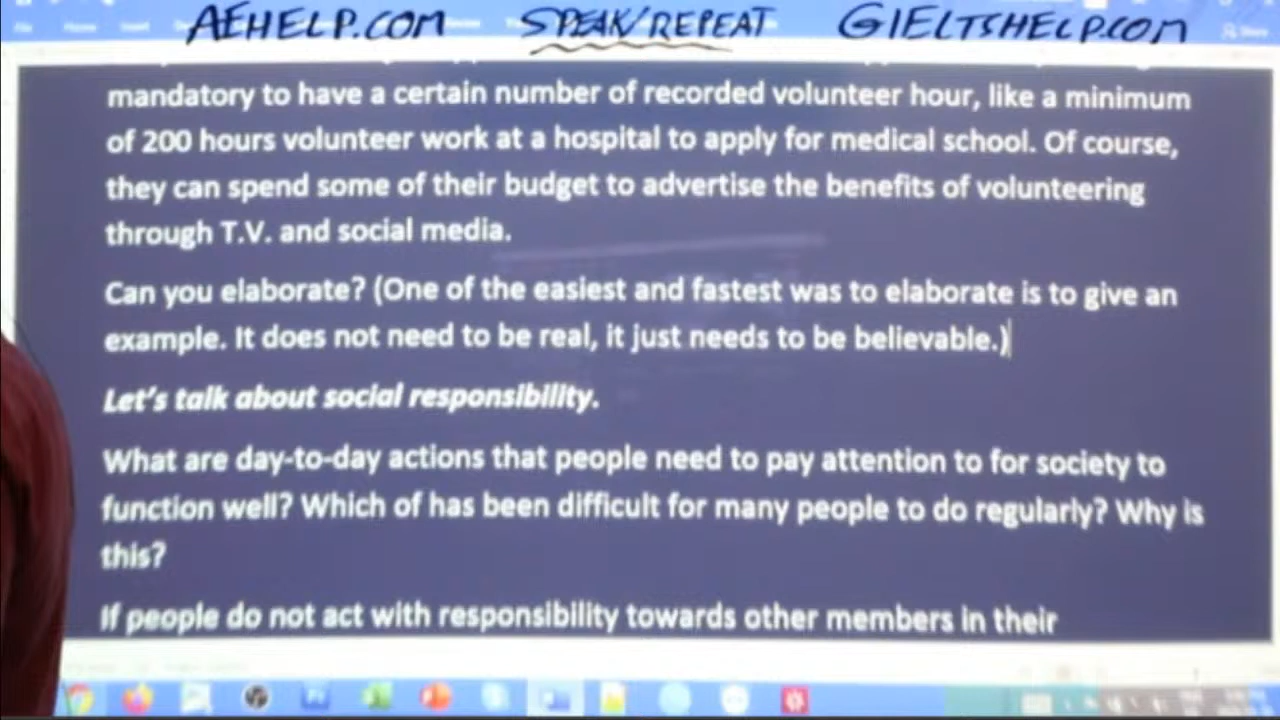 AEHELP.COM SPEAK/REPEAT GIELTSHELP.COM
mandatory to have a certain number of recorded volunteer hour, like a minimum
of 200 hours volunteer work at a hospital to apply for medical school. Of course,
they can spend some of their budget to advertise the benefits of volunteering
through T.V. and social media.
Can you elaborate? (One of the easiest and fastest was to elaborate is to give an
example. It does not need to be real, it just needs to be believable.)
Let's talk about social responsibility.
What are day-to-day actions that people need to pay attention to for society to
function well? Which of has been difficult for many people to do regularly? Why is
this?
If people do not act with responsibility towards other members in their